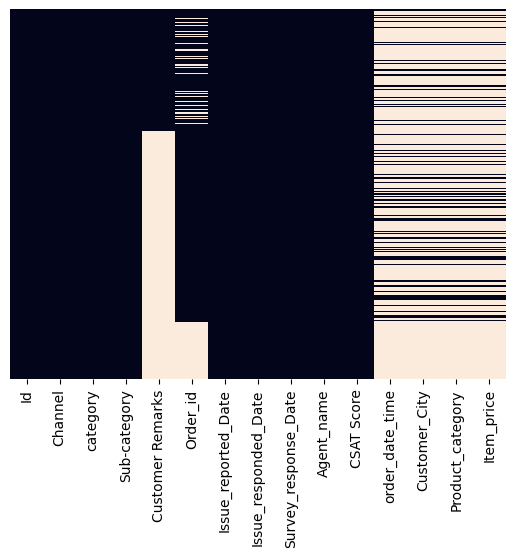 Id
Channel
category
Sub-category
Customer Remarks
Order_id
Issue_reported_Date
Issue_responded_Date
Survey_response_Date
Agent_name
CSAT Score
order_date_time
Customer_City
Product_category
Item_price